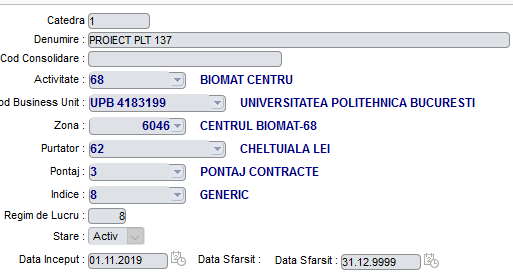 Catedra 1
Denumire : PROIECT PLT 137
Cod Consolidare :
Activitate : 68 BIOMAT CENTRU
od Business Unit : UPB 4183199 UNIVERSITATEA POLITEHNICA BUCURESTI
Zona : 6046 CENTRUL BIOMAT-68
Purtator : 62 CHELTUIALA LEI
Pontaj : 3 PONTAJ CONTRACTE
Indice : 8 GENERIC
Regim de Lucru : 8
Stare : Activ
Data Inceput : 01.11.2019 Data Sfarsit : Data Sfarsit : 31.12.9999